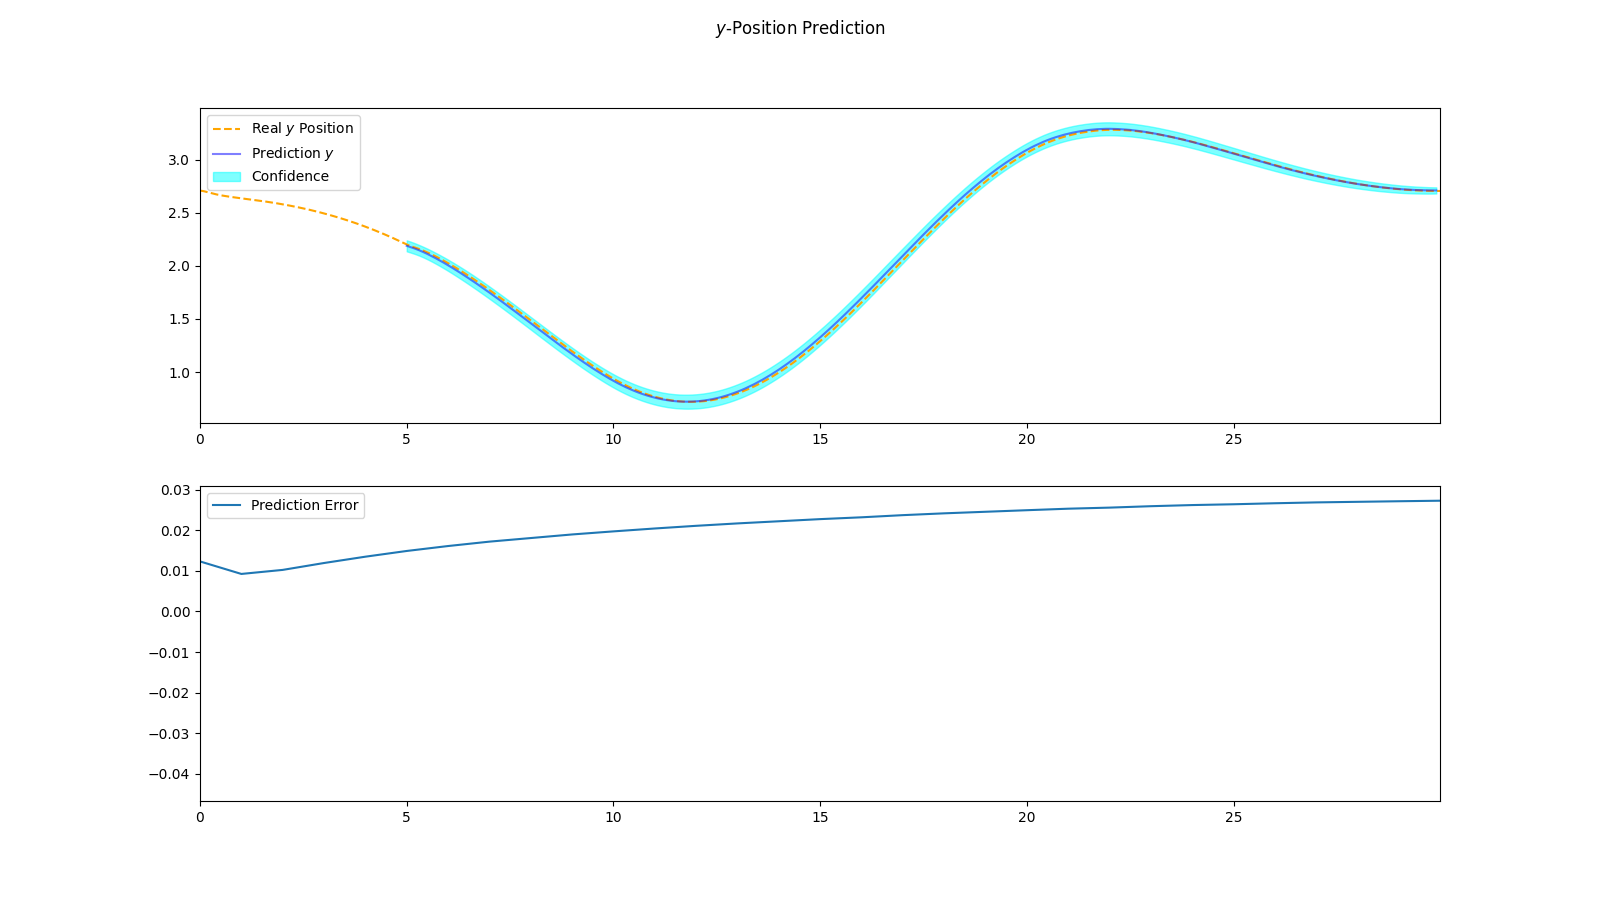 y-Position Prediction
Real y Position
Prediction y
Confidence
3.0
2.5
2.0
1.5
1.0
0 5 10 15 20 25
Prediction Error
0.03
0.02
0.01
0.00
−0.01
−0.02
−0.03
−0.04
0 5 10 15 20 25